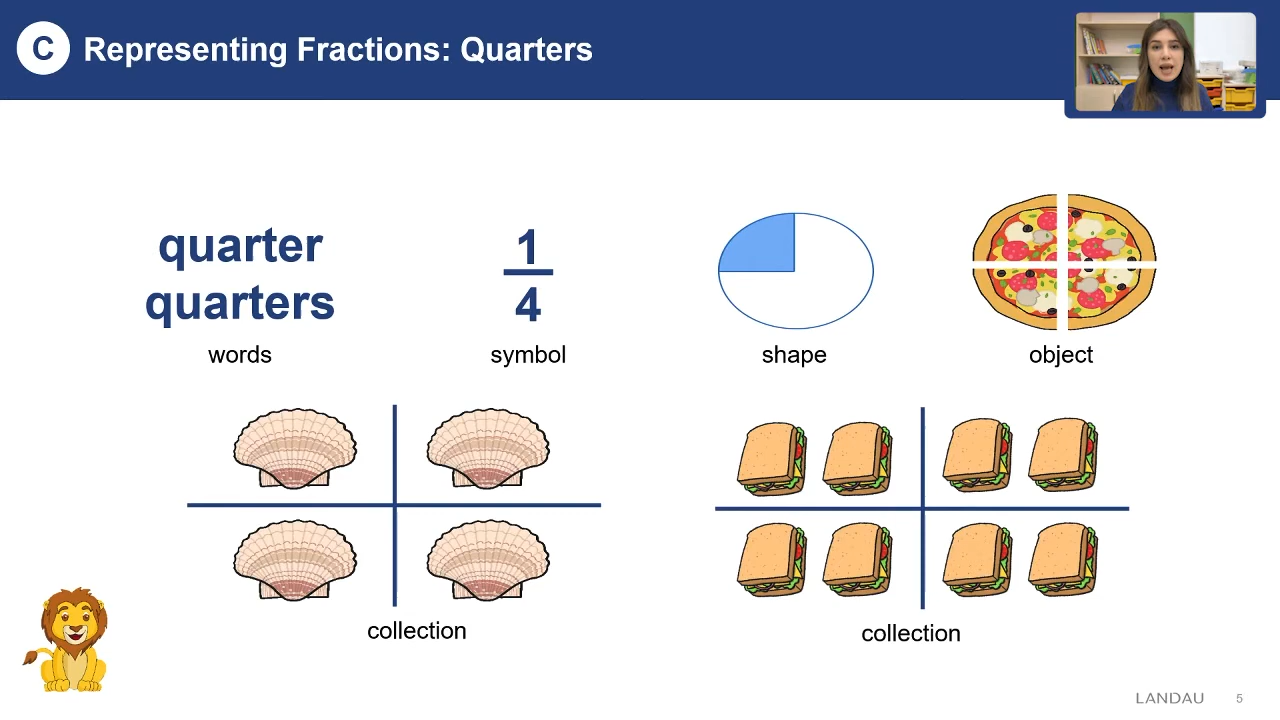 C Representing Fractions: Quarters
quarter
quarters
words
1
4
symbol
shape
object
collection
collection
LANDAU 5